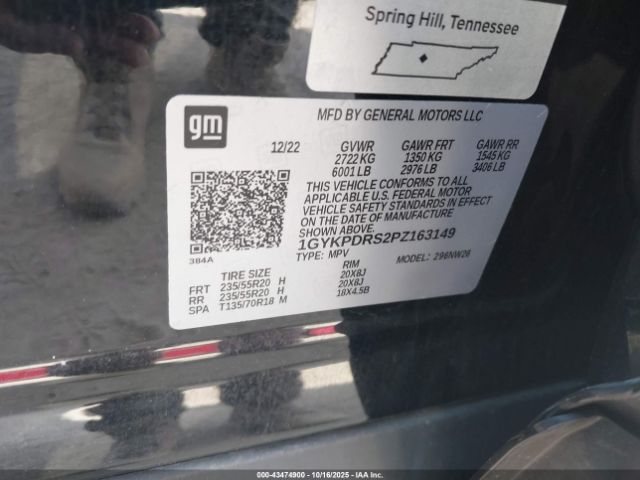 Spring Hill, Tennessee
gm
MFD BY GENERAL MOTORS LLC
12/22 GVWR GAWR FRT GAWR RR
2722 KG 1350 KG 1545 KG
6001 LB 2976 LB 3406 LB
THIS VEHICLE CONFORMS TO ALL
APPLICABLE U.S. FEDERAL MOTOR
VEHICLE SAFETY STANDARDS IN EFFECT
ON THE DATE OF MANUFACTURE
SHOWN ABOVE.
1GYKPDRS2PZ163149
TYPE: MPV MODEL: 296NW26
384A
TIRE SIZE RIM
FRT 235/55R20 H 20X8J
RR 235/55R20 H 20X8J
SPA T135/70R18 M 18X4.5B
000-43474900 | 10/16/2025 | Copyright © IAA, Inc.